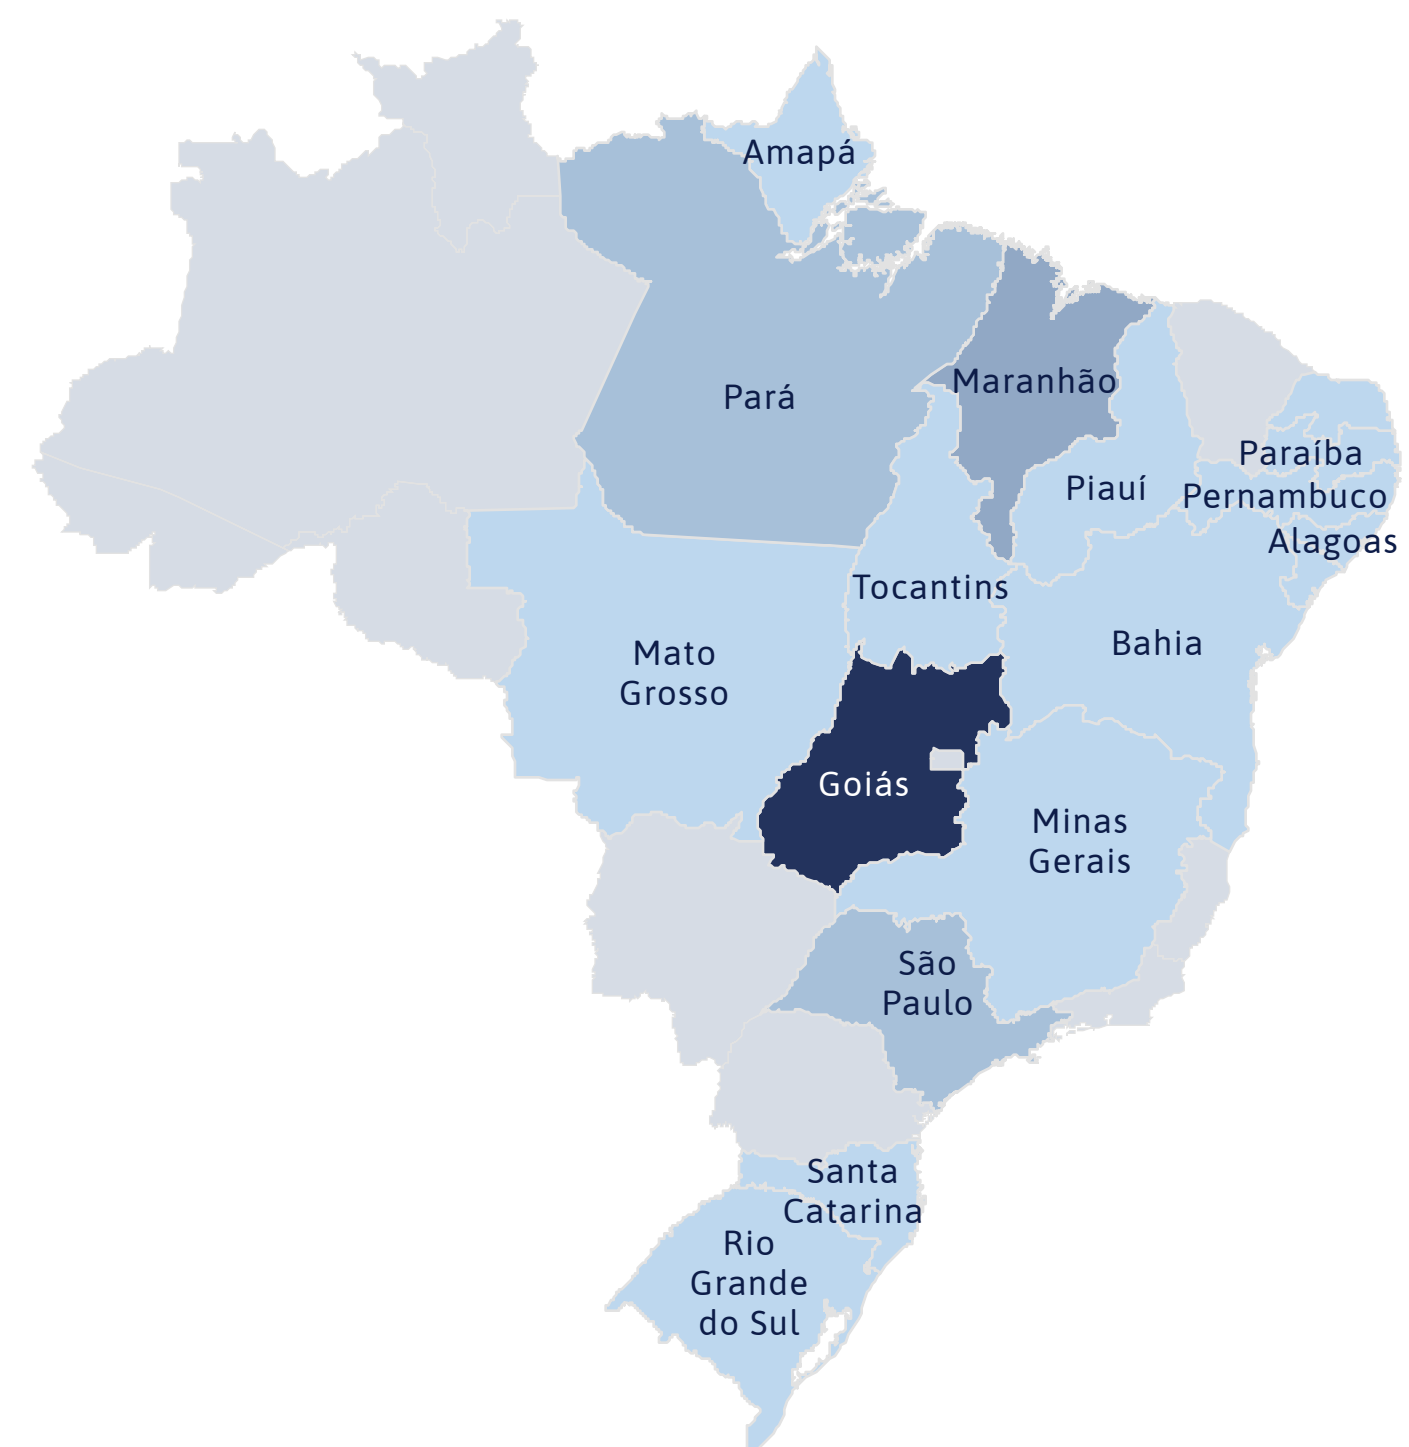 Amapá
Maranhão
Pará
Paraíba
Piauí
Pernambuco
Alagoas
Tocantins
Bahia
Mato
Grosso
Goiás
Minas
Gerais
São
Paulo
Santa
Catarina
Rio
Grande
do Sul